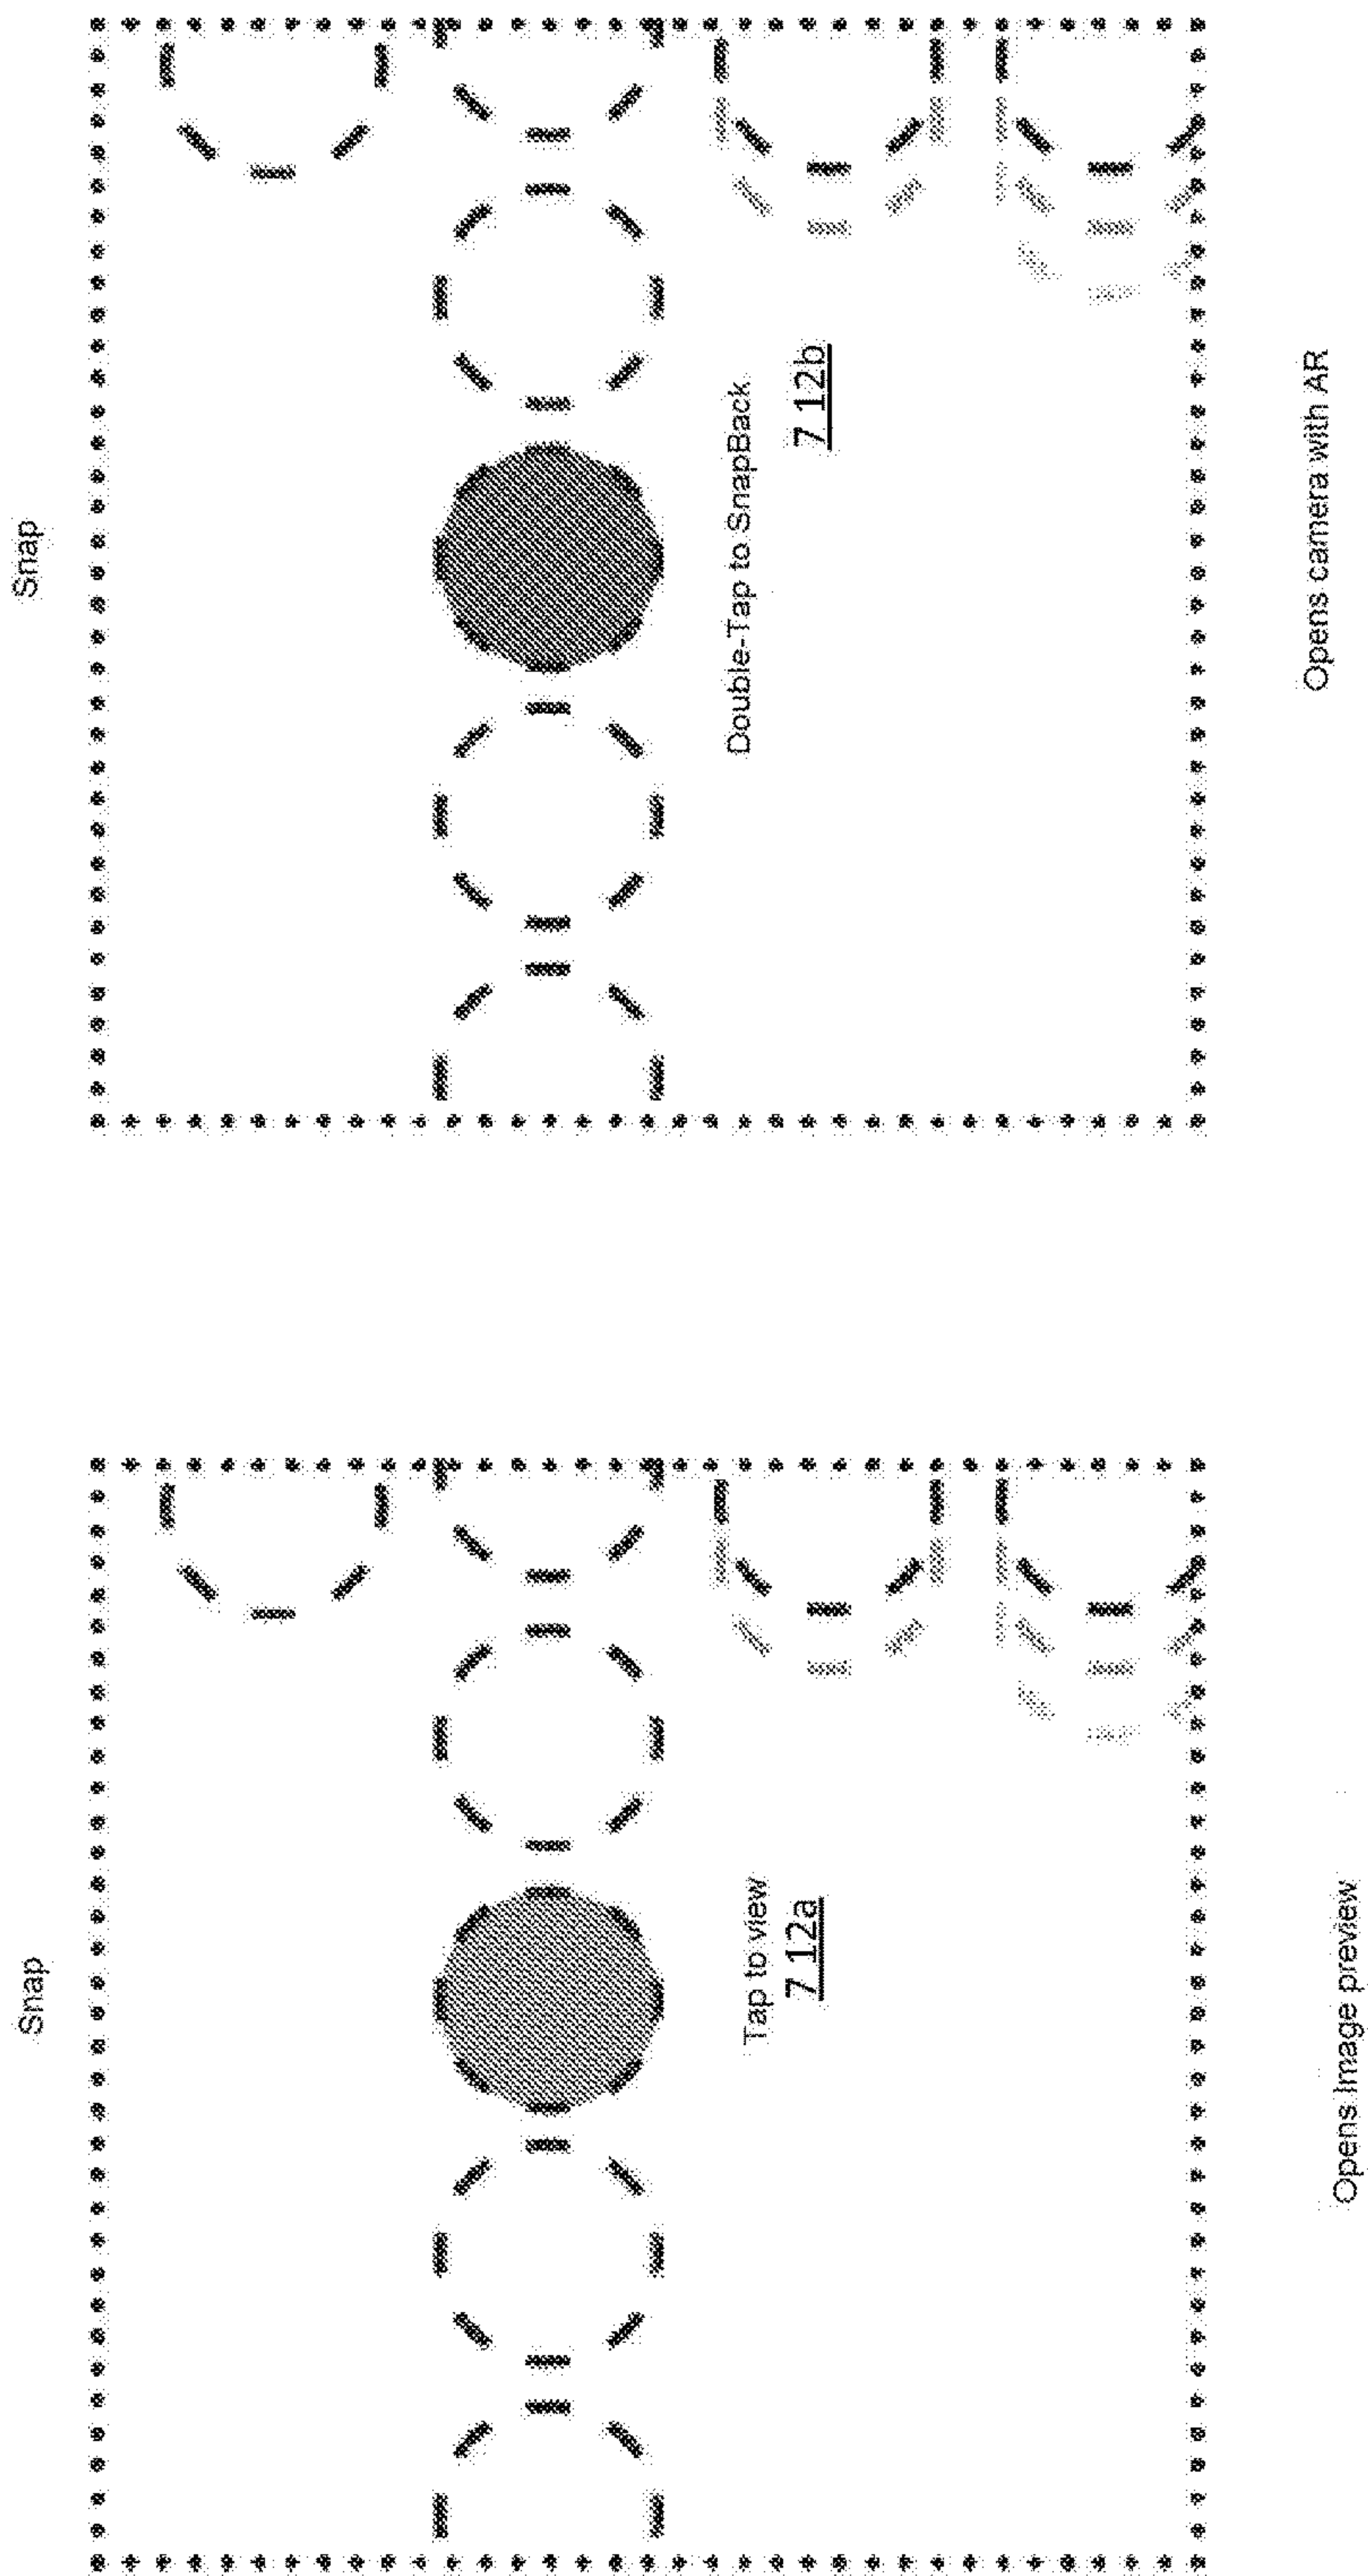 Snap
Tap to view
712a
Opens Image preview
Snap
Double-Tap to SnapBack
712b
Opens camera with AR